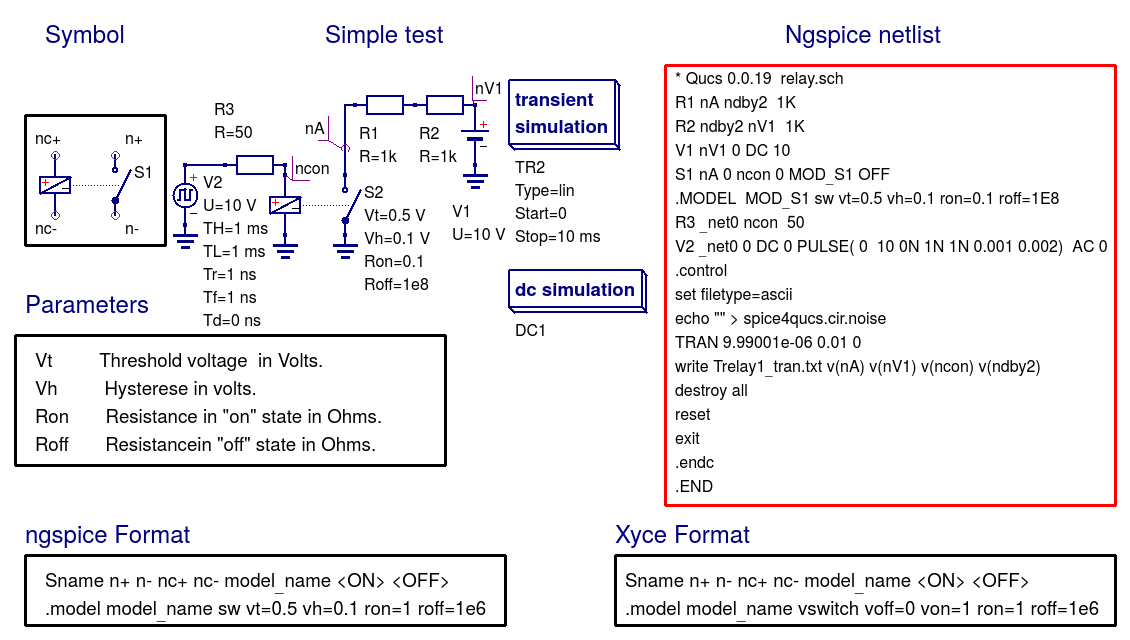 Symbol
Simple test
Ngspice netlist
nc+
n+
S1
nc-
n-
R3
R=50
V2
U=10 V
TH=1 ms
TL=1 ms
Tr=1 ns
Tf=1 ns
Td=0 ns
+
−
ncon
+
−
nA
R1
R=1k
R2
R=1k
nV1
+
−
S2
Vt=0.5 V
Vh=0.1 V
Ron=0.1
Roff=1e8
V1
U=10 V
transient
simulation
TR2
Type=lin
Start=0
Stop=10 ms
dc simulation
DC1
* Qucs 0.0.19 relay.sch
R1 nA ndby2 1K
R2 ndby2 nV1 1K
V1 nV1 0 DC 10
S1 nA 0 ncon 0 MOD_S1 OFF
.MODEL MOD_S1 sw vt=0.5 vh=0.1 ron=0.1 roff=1E8
R3 _net0 ncon 50
V2 _net0 0 DC 0 PULSE( 0 10 0N 1N 1N 0.001 0.002) AC 0
.control
set filetype=ascii
echo "" > spice4qucs.cir.noise
TRAN 9.99001e-06 0.01 0
write Trelay1_tran.txt v(nA) v(nV1) v(ncon) v(ndby2)
destroy all
reset
exit
.endc
.END
Parameters
Vt Threshold voltage in Volts.
Vh Hysterese in volts.
Ron Resistance in "on" state in Ohms.
Roff Resistancein "off" state in Ohms.
ngspice Format
Sname n+ n- nc+ nc- model_name <ON> <OFF>
.model model_name sw vt=0.5 vh=0.1 ron=1 roff=1e6
Xyce Format
Sname n+ n- nc+ nc- model_name <ON> <OFF>
.model model_name vswitch voff=0 von=1 ron=1 roff=1e6